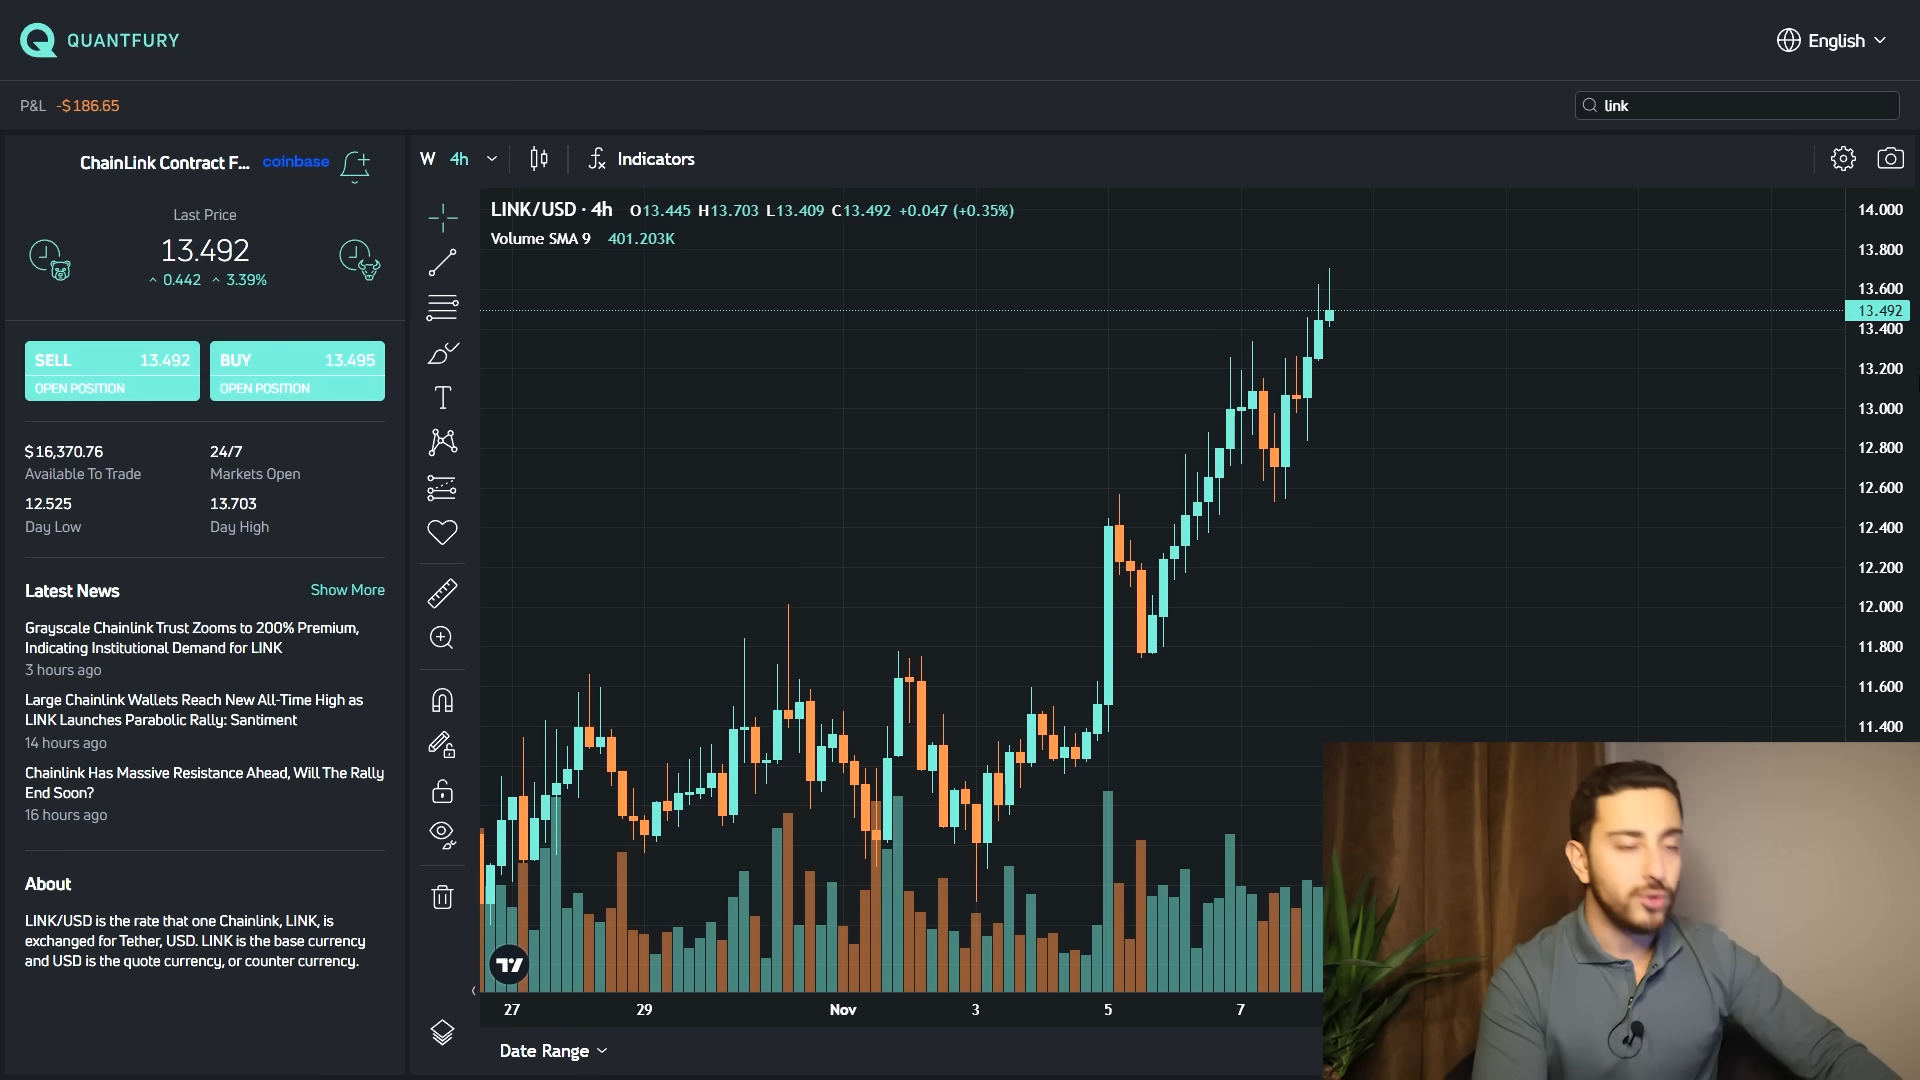 QUANTFURY
English
P&L -$186.65
link
ChainLink Contract F... coinbase
W 4h Indicators
Last Price
13.492
0.442 3.39%
SELL 13.492
OPEN POSITION
BUY 13.495
OPEN POSITION
$16,370.76
Available To Trade
24/7
Markets Open
12.525
Day Low
13.703
Day High
Latest News Show More
Grayscale Chainlink Trust Zooms to 200% Premium,
Indicating Institutional Demand for LINK
3 hours ago
Large Chainlink Wallets Reach New All-Time High as
LINK Launches Parabolic Rally: Santiment
14 hours ago
Chainlink Has Massive Resistance Ahead, Will The Rally
End Soon?
16 hours ago
About
LINK/USD is the rate that one Chainlink, LINK, is
exchanged for Tether, USD. LINK is the base currency
and USD is the quote currency, or counter currency.
LINK/USD · 4h O13.445 H13.703 L13.409 C13.492 +0.047 (+0.35%)
Volume SMA 9 401.203K
14.000
13.800
13.600
13.492
13.400
13.200
13.000
12.800
12.600
12.400
12.200
12.000
11.800
11.600
11.400
27 29 Nov 3 5 7
Date Range